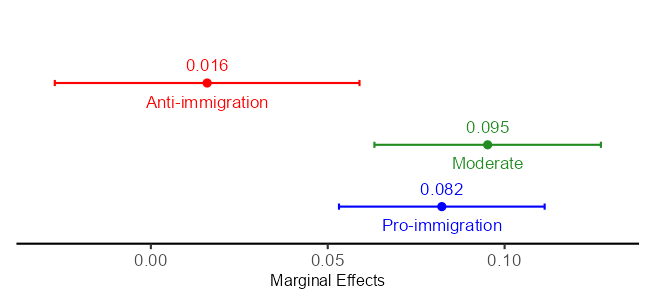 0.016
Anti-immigration
0.095
Moderate
0.082
Pro-immigration
0.00 0.05 0.10
Marginal Effects